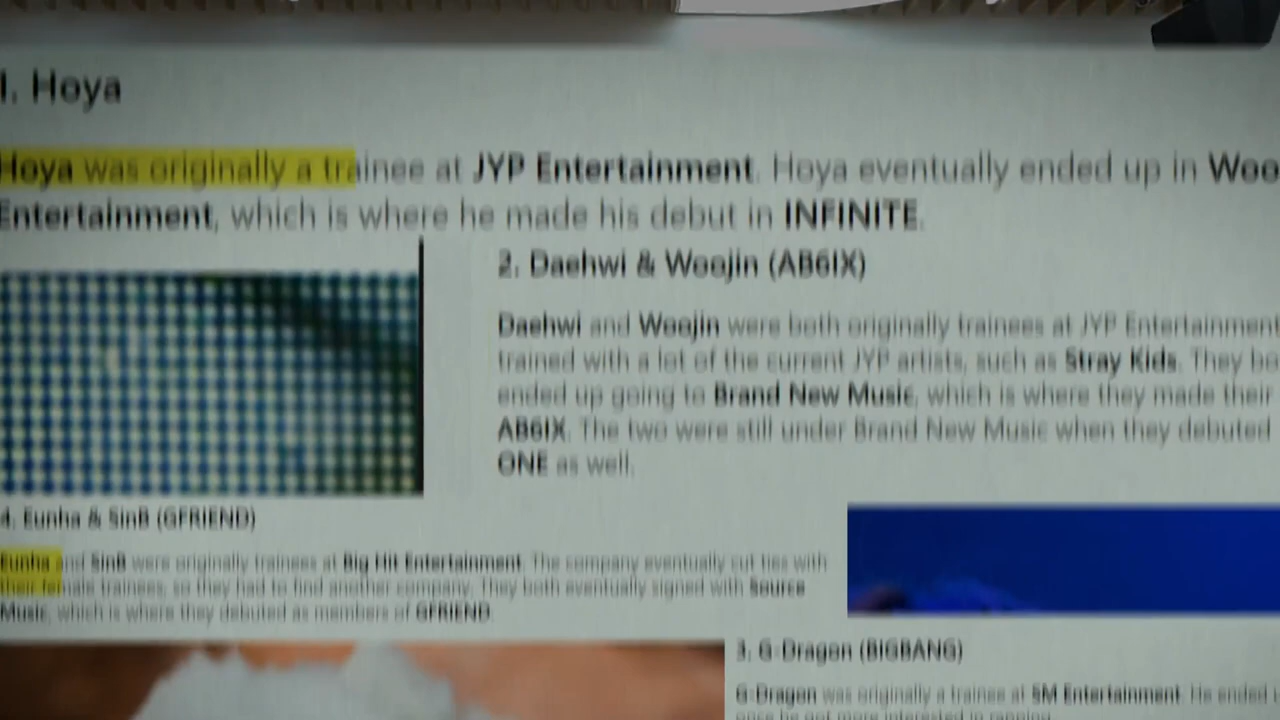 1. Hoya
Hoya was originally a trainee at JYP Entertainment. Hoya eventually ended up in Woo
Entertainment, which is where he made his debut in INFINITE.
2. Daehwi & Woojin (AB6IX)
Daehwi and Woojin were both originally trainees at JYP Entertainment
trained with a lot of the current JYP artists, such as Stray Kids. They bo
ended up going to Brand New Music, which is where they made their
AB6IX. The two were still under Brand New Music when they debuted
ONE as well.
4. Eunha & SinB (GFRIEND)
Eunha and SinB were originally trainees at Big Hit Entertainment. The company eventually cut ties with
their female trainees, so they had to find another company. They both eventually signed with Source
Music, which is where they debuted as members of GFRIEND.
3. G-Dragon (BIGBANG)
G-Dragon was originally a trainee at SM Entertainment. He ended u
once he got more interested in rapping.